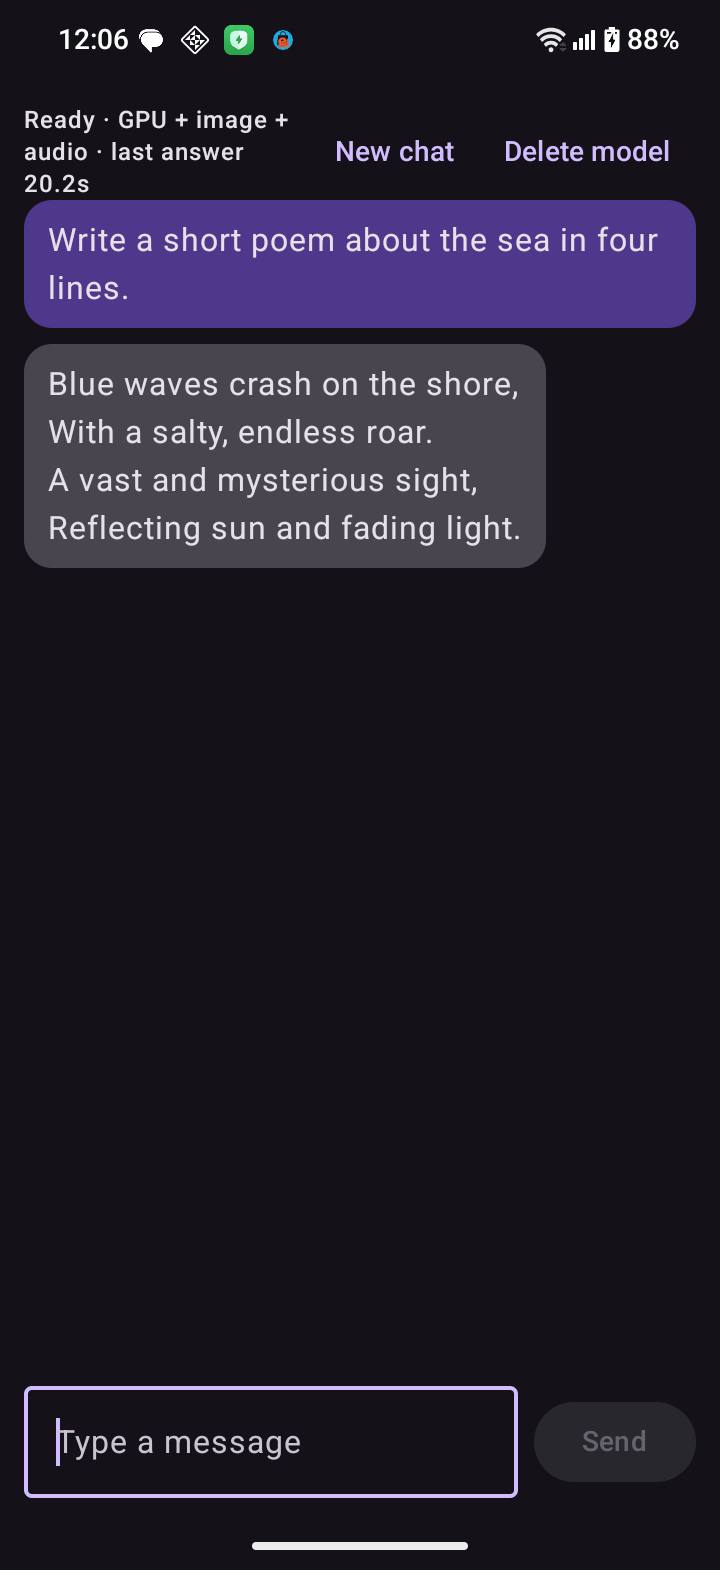 12:06
88%
Ready · GPU + image +
audio · last answer
20.2s
New chat
Delete model
Write a short poem about the sea in four
lines.
Blue waves crash on the shore,
With a salty, endless roar.
A vast and mysterious sight,
Reflecting sun and fading light.
Type a message
Send